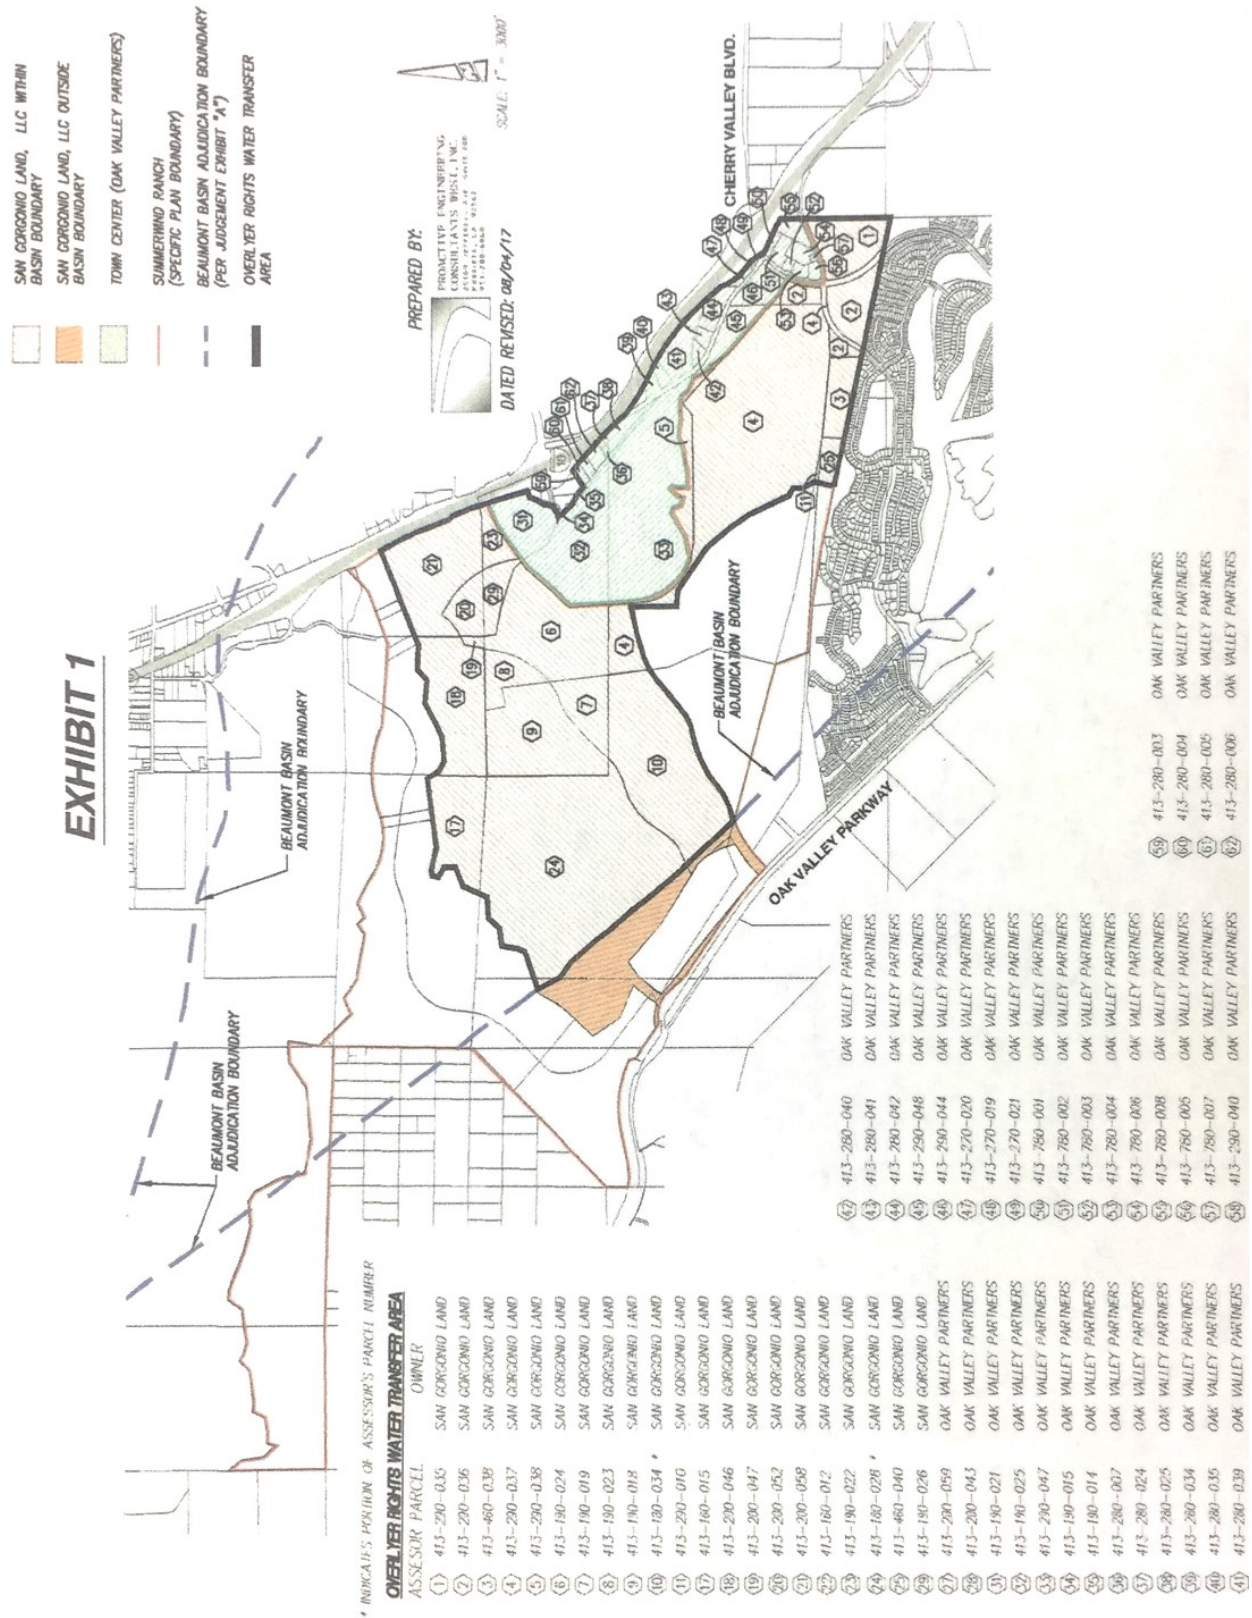 EXHIBIT 1
SAN GORGONIO LAND, LLC WITHIN
BASIN BOUNDARY
SAN GORGONIO LAND, LLC OUTSIDE
BASIN BOUNDARY
TOWN CENTER (OAK VALLEY PARTNERS)
SUMMERWIND RANCH
(SPECIFIC PLAN BOUNDARY)
BEAUMONT BASIN ADJUDICATION BOUNDARY
(PER JUDGEMENT EXHIBIT "A")
OVERLYER RIGHTS WATER TRANSFER
AREA
PREPARED BY:
PROACTIVE ENGINEERING
CONSULTANTS WEST, INC.
DATED REVISED: 08/04/17
SCALE: 1" = 3000'
CHERRY VALLEY BLVD.
BEAUMONT BASIN
ADJUDICATION BOUNDARY
BEAUMONT BASIN
ADJUDICATION BOUNDARY
BEAUMONT BASIN
ADJUDICATION BOUNDARY
OAK VALLEY PARKWAY
* INDICATES PORTION OF ASSESSOR'S PARCEL NUMBER
OVERLYER RIGHTS WATER TRANSFER AREA
ASSESSOR PARCEL OWNER
1 413-290-035 SAN GORGONIO LAND
2 413-290-036 SAN GORGONIO LAND
3 413-460-038 SAN GORGONIO LAND
4 413-290-037 SAN GORGONIO LAND
5 413-290-038 SAN GORGONIO LAND
6 413-190-024 SAN GORGONIO LAND
7 413-190-019 SAN GORGONIO LAND
8 413-190-023 SAN GORGONIO LAND
9 413-190-018 SAN GORGONIO LAND
10 413-180-034 * SAN GORGONIO LAND
11 413-290-010 SAN GORGONIO LAND
17 413-160-015 SAN GORGONIO LAND
18 413-200-046 SAN GORGONIO LAND
19 413-200-047 SAN GORGONIO LAND
20 413-200-052 SAN GORGONIO LAND
21 413-200-058 SAN GORGONIO LAND
22 413-160-012 SAN GORGONIO LAND
23 413-190-022 SAN GORGONIO LAND
24 413-180-028 * SAN GORGONIO LAND
25 413-460-040 SAN GORGONIO LAND
29 413-190-026 SAN GORGONIO LAND
27 413-200-059 OAK VALLEY PARTNERS
28 413-200-043 OAK VALLEY PARTNERS
31 413-190-021 OAK VALLEY PARTNERS
32 413-190-025 OAK VALLEY PARTNERS
33 413-290-047 OAK VALLEY PARTNERS
34 413-190-015 OAK VALLEY PARTNERS
35 413-190-014 OAK VALLEY PARTNERS
36 413-280-007 OAK VALLEY PARTNERS
37 413-280-024 OAK VALLEY PARTNERS
38 413-280-025 OAK VALLEY PARTNERS
39 413-280-034 OAK VALLEY PARTNERS
40 413-280-035 OAK VALLEY PARTNERS
41 413-280-039 OAK VALLEY PARTNERS
42 413-280-040 OAK VALLEY PARTNERS
43 413-280-041 OAK VALLEY PARTNERS
44 413-280-042 OAK VALLEY PARTNERS
45 413-290-048 OAK VALLEY PARTNERS
46 413-290-044 OAK VALLEY PARTNERS
47 413-270-020 OAK VALLEY PARTNERS
48 413-270-019 OAK VALLEY PARTNERS
49 413-270-021 OAK VALLEY PARTNERS
50 413-780-001 OAK VALLEY PARTNERS
51 413-780-002 OAK VALLEY PARTNERS
52 413-780-003 OAK VALLEY PARTNERS
53 413-780-004 OAK VALLEY PARTNERS
54 413-780-006 OAK VALLEY PARTNERS
55 413-780-008 OAK VALLEY PARTNERS
56 413-780-005 OAK VALLEY PARTNERS
57 413-780-007 OAK VALLEY PARTNERS
58 413-290-040 OAK VALLEY PARTNERS
59 413-280-003 OAK VALLEY PARTNERS
60 413-280-004 OAK VALLEY PARTNERS
61 413-280-005 OAK VALLEY PARTNERS
62 413-280-006 OAK VALLEY PARTNERS